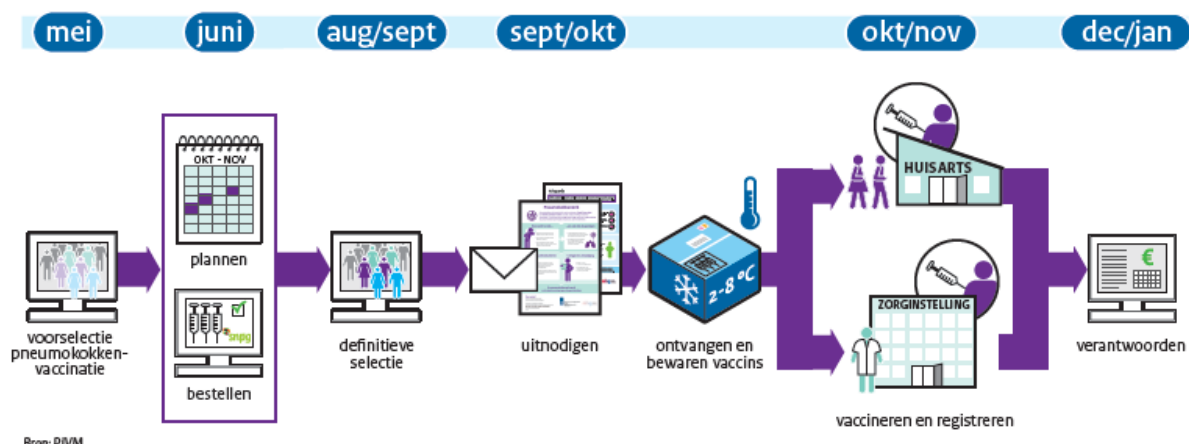 mei
juni
aug/sept
sept/okt
okt/nov
dec/jan
OKT - NOV
plannen
snpg
bestellen
voorselectie
pneumokokken-
vaccinatie
definitieve
selectie
uitnodigen
2-8 °C
ontvangen en
bewaren vaccins
HUISARTS
ZORGINSTELLING
vaccineren en registreren
€
verantwoorden
Bron: RIVM